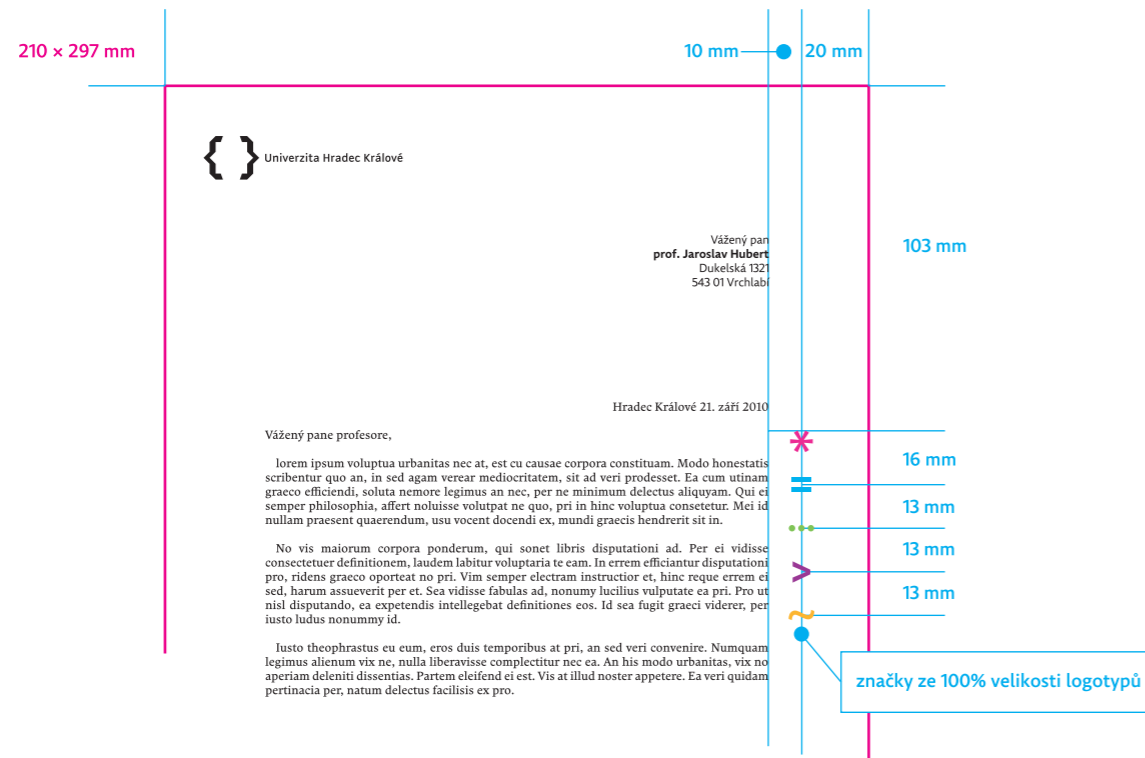 210 × 297 mm
10 mm
20 mm
{ } Univerzita Hradec Králové
Vážený pan
prof. Jaroslav Hubert
Dukelská 1321
543 01 Vrchlabí
103 mm
Hradec Králové 21. září 2010
Vážený pane profesore,
lorem ipsum voluptua urbanitas nec at, est cu causae corpora constituam. Modo honestatis
scribentur quo an, in sed agam verear mediocritatem, sit ad veri prodesset. Ea cum utinam
graeco efficiendi, soluta nemore legimus an nec, per ne minimum delectus aliquyam. Qui ei
semper philosophia, affert noluisse volutpat ne quo, pri in hinc voluptua consetetur. Mei id
nullam praesent quaerendum, usu vocent docendi ex, mundi graecis hendrerit sit in.
No vis maiorum corpora ponderum, qui sonet libris disputationi ad. Per ei vidisse
consectetuer definitionem, laudem labitur voluptaria te eam. In errem efficiantur disputationi
pro, ridens graeco oporteat no pri. Vim semper electram instructior et, hinc reque errem ei
sed, harum assueverit per et. Sea vidisse fabulas ad, nonumy lucilius vulputate ea pri. Pro ut
nisl disputando, ea expetendis intellegebat definitiones eos. Id sea fugit graeci viderer, per
iusto ludus nonummy id.
Iusto theophrastus eu eum, eros duis temporibus at pri, an sed veri convenire. Numquam
legimus alienum vix ne, nulla liberavisse complectitur nec ea. An his modo urbanitas, vix no
aperiam deleniti dissentias. Partem eleifend ei est. Vis at illud noster appetere. Ea veri quidam
pertinacia per, natum delectus facilisis ex pro.
*
=
...
>
~
16 mm
13 mm
13 mm
13 mm
značky ze 100% velikosti logotypů